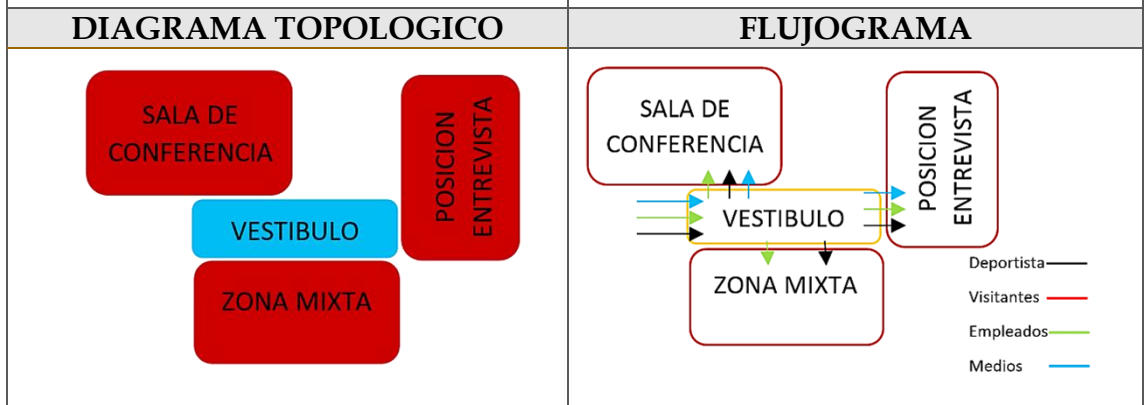 DIAGRAMA TOPOLOGICO
SALA DE
CONFERENCIA
POSICION
ENTREVISTA
VESTIBULO
ZONA MIXTA
FLUJOGRAMA
SALA DE
CONFERENCIA
POSICION
ENTREVISTA
VESTIBULO
ZONA MIXTA
Deportista
Visitantes
Empleados
Medios